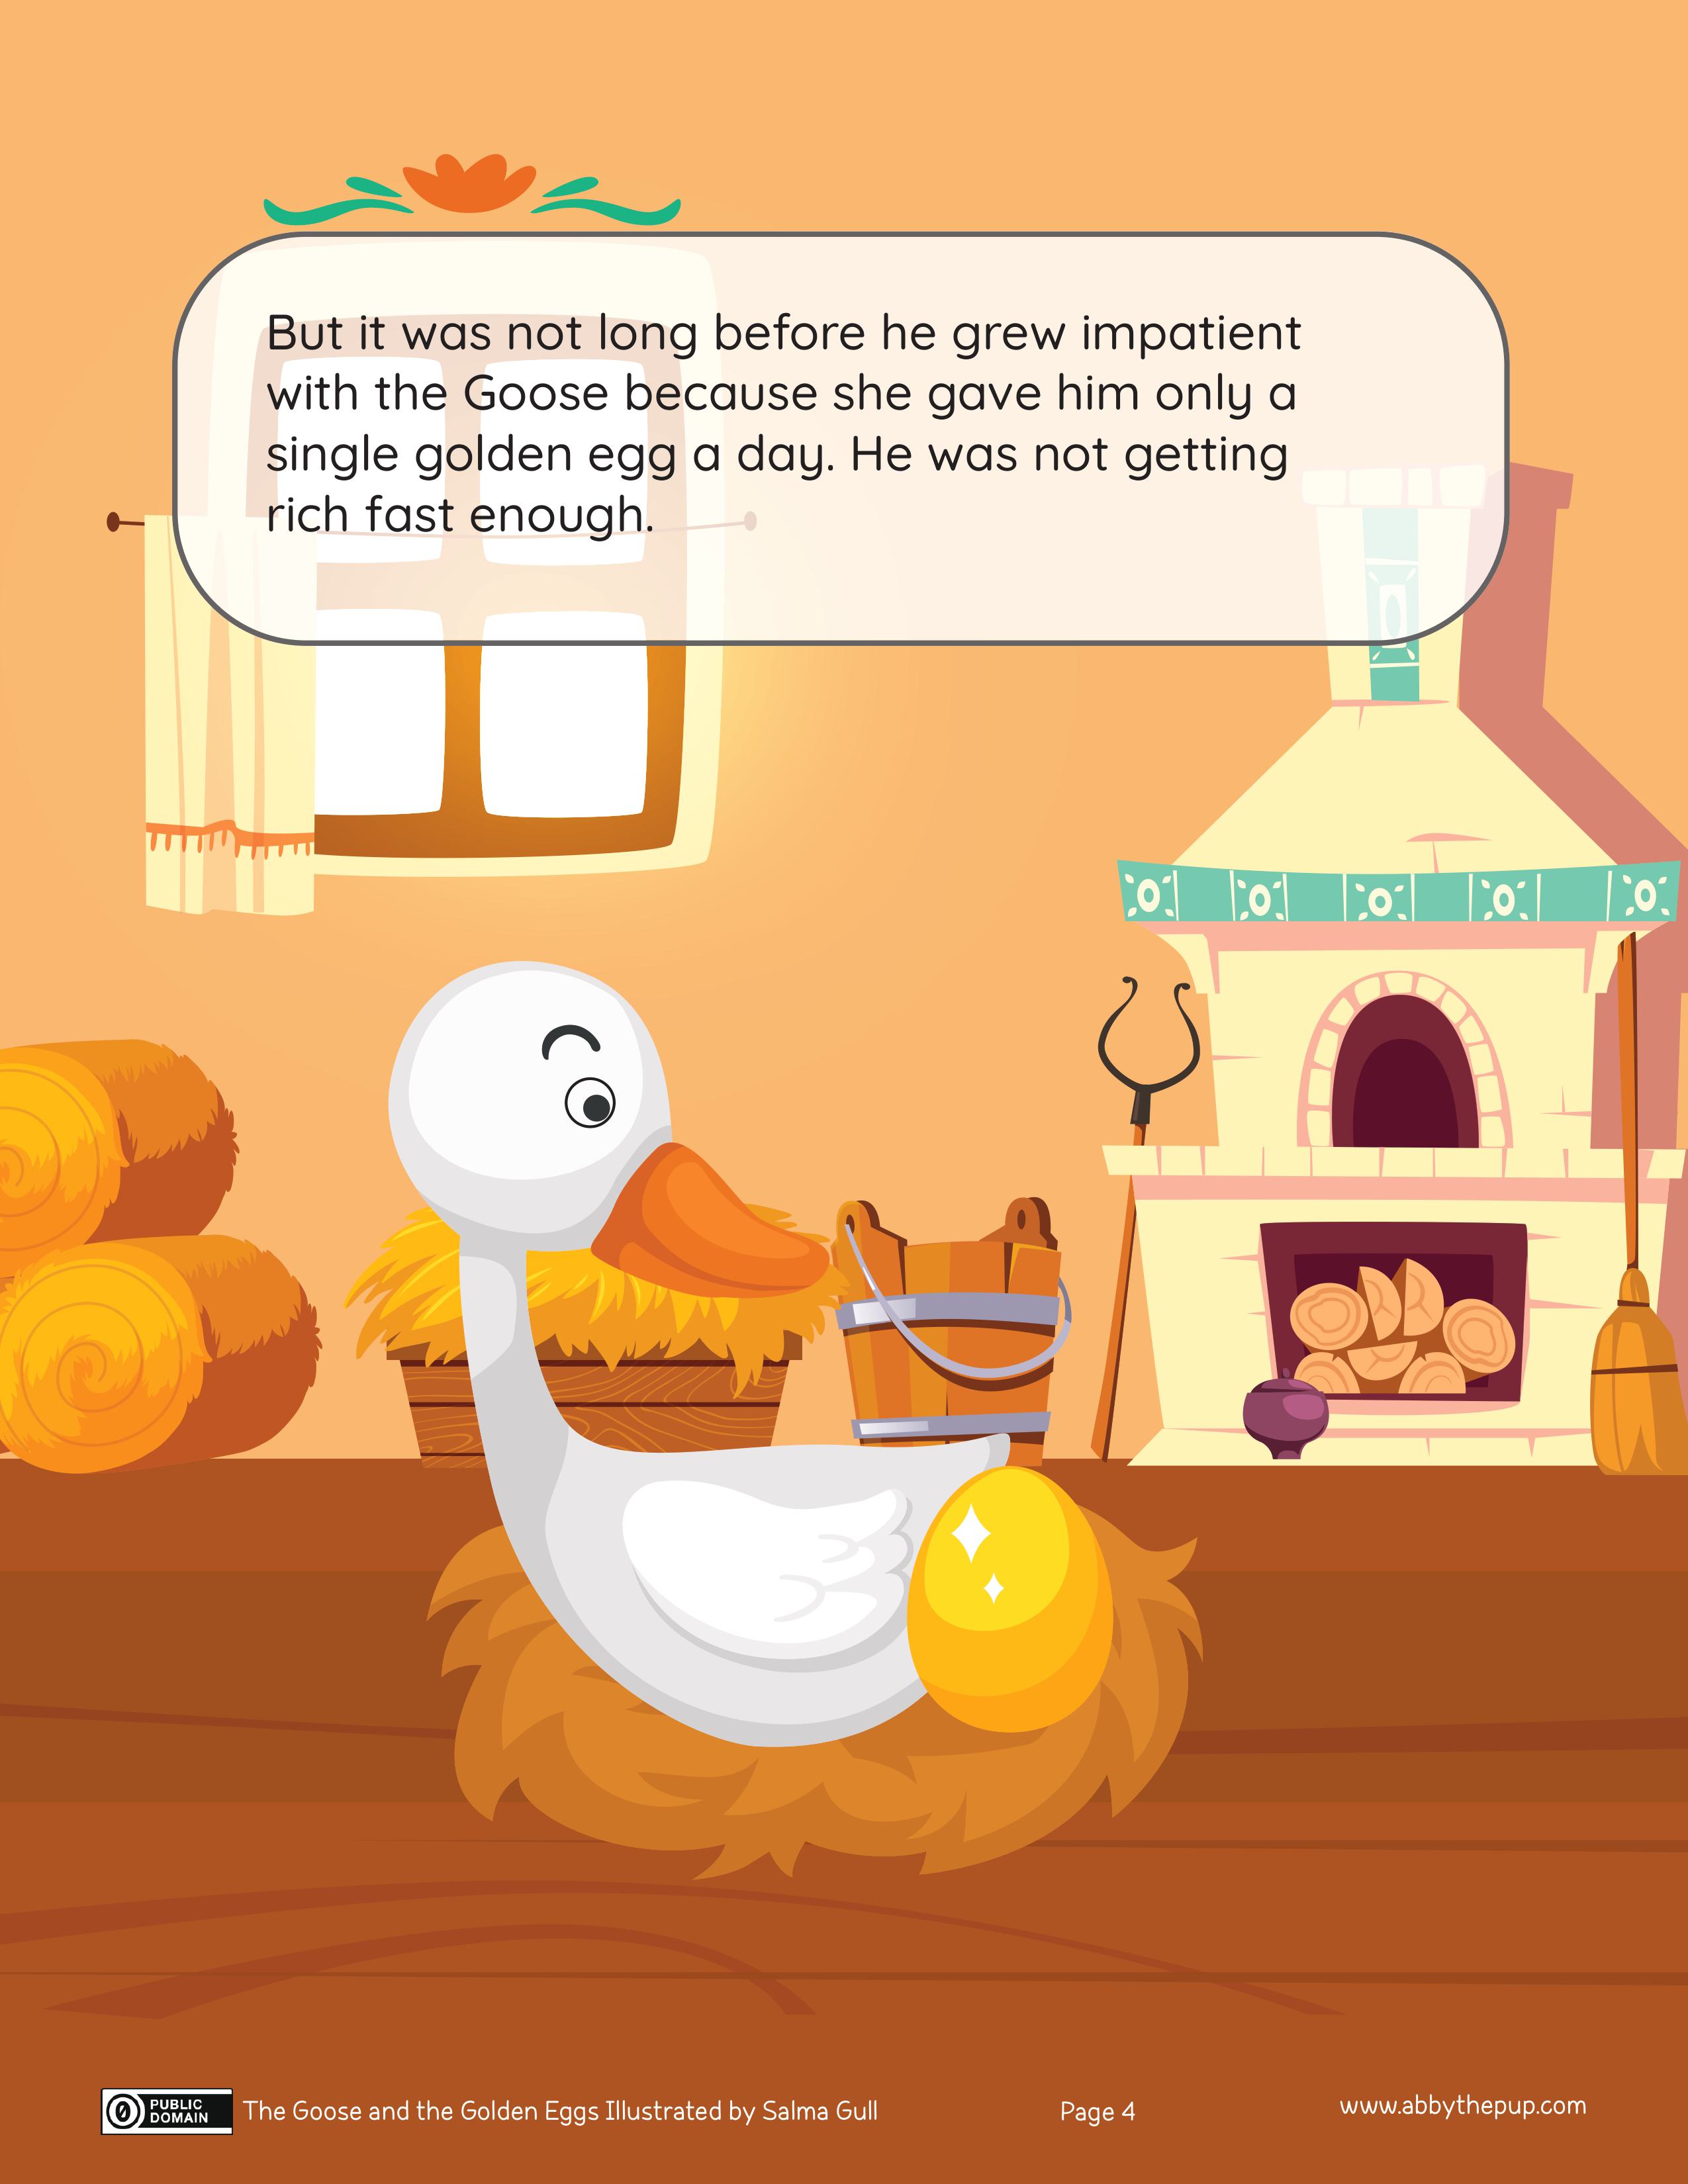 But it was not long before he grew impatient
with the Goose because she gave him only a
single golden egg a day. He was not getting
rich fast enough.
0 PUBLIC
DOMAIN
The Goose and the Golden Eggs Illustrated by Salma Gull
Page 4
www.abbythepup.com